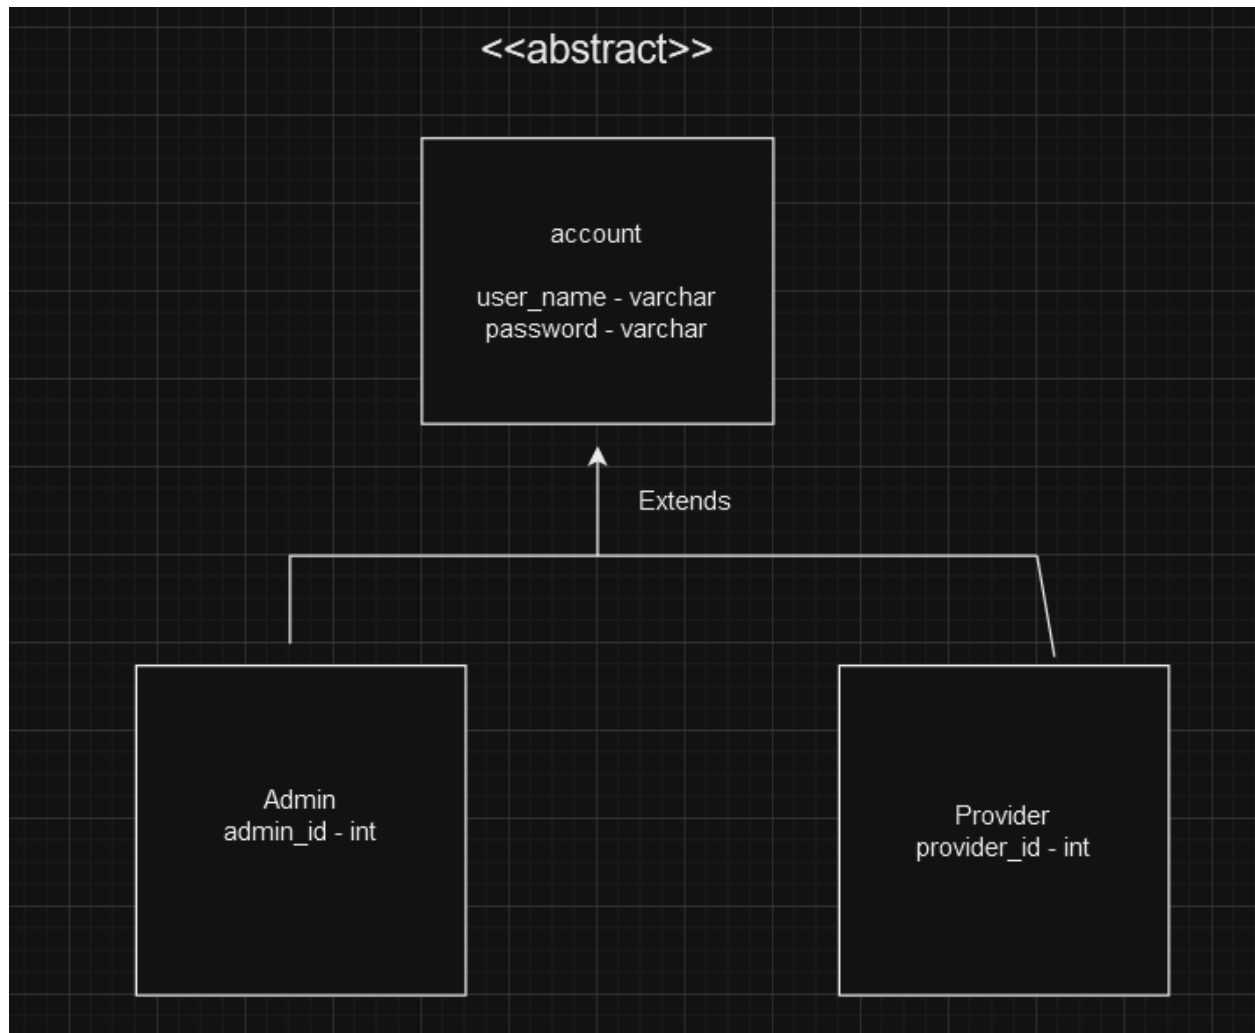 <<abstract>>
account
user_name - varchar
password - varchar
Extends
Admin
admin_id - int
Provider
provider_id - int